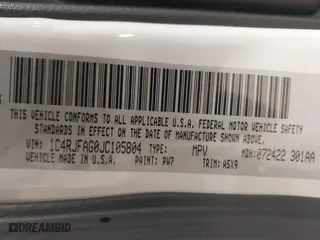 THIS VEHICLE CONFORMS TO ALL APPLICABLE U.S.A. FEDERAL MOTOR VEHICLE SAFETY
STANDARDS IN EFFECT ON THE DATE OF MANUFACTURE SHOWN ABOVE.
VIN: 1C4RJFAG0JC105804 TYPE: MPV MDH: 072422 301AA
VEHICLE MADE IN U.S.A. PAINT: PW7 TRIM: A5X9
DREAMBID